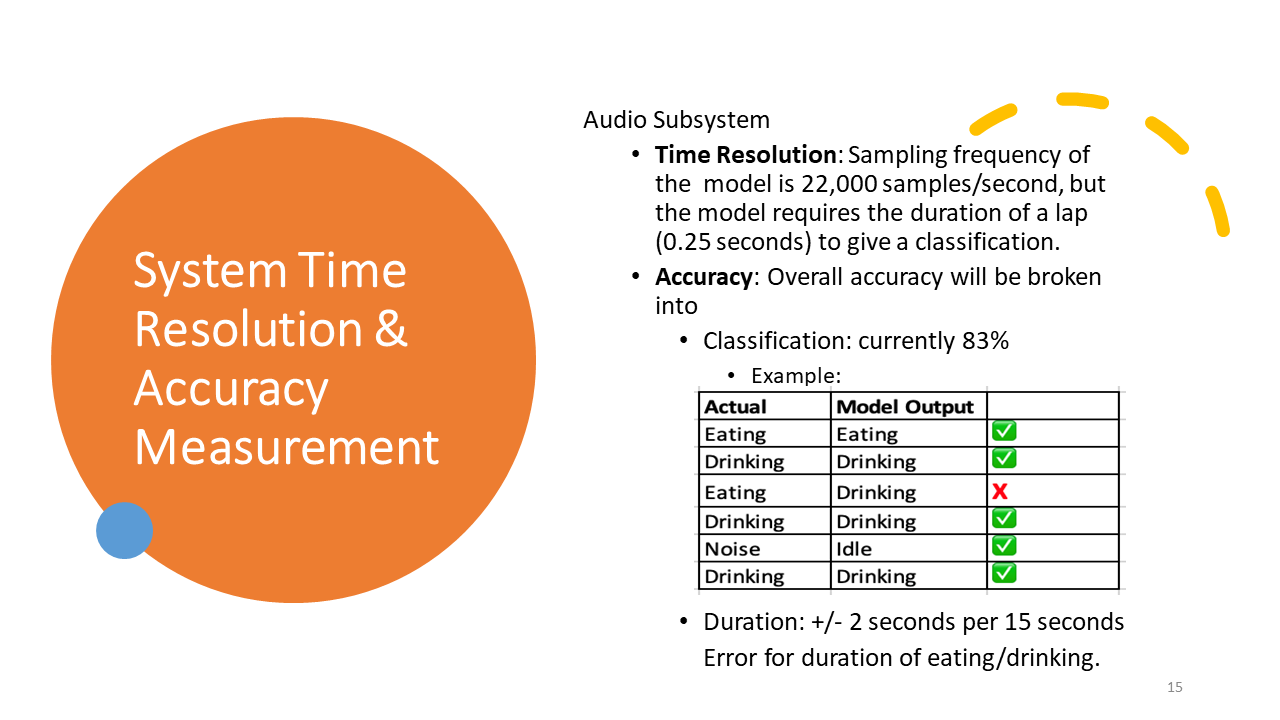 System Time
Resolution &
Accuracy
Measurement
Audio Subsystem
• Time Resolution: Sampling frequency of
the model is 22,000 samples/second, but
the model requires the duration of a lap
(0.25 seconds) to give a classification.
• Accuracy: Overall accuracy will be broken
into
• Classification: currently 83%
• Example:
Actual Model Output
Eating Eating ✅
Drinking Drinking ✅
Eating Drinking X
Drinking Drinking ✅
Noise Idle ✅
Drinking Drinking ✅
• Duration: +/- 2 seconds per 15 seconds
Error for duration of eating/drinking.
15